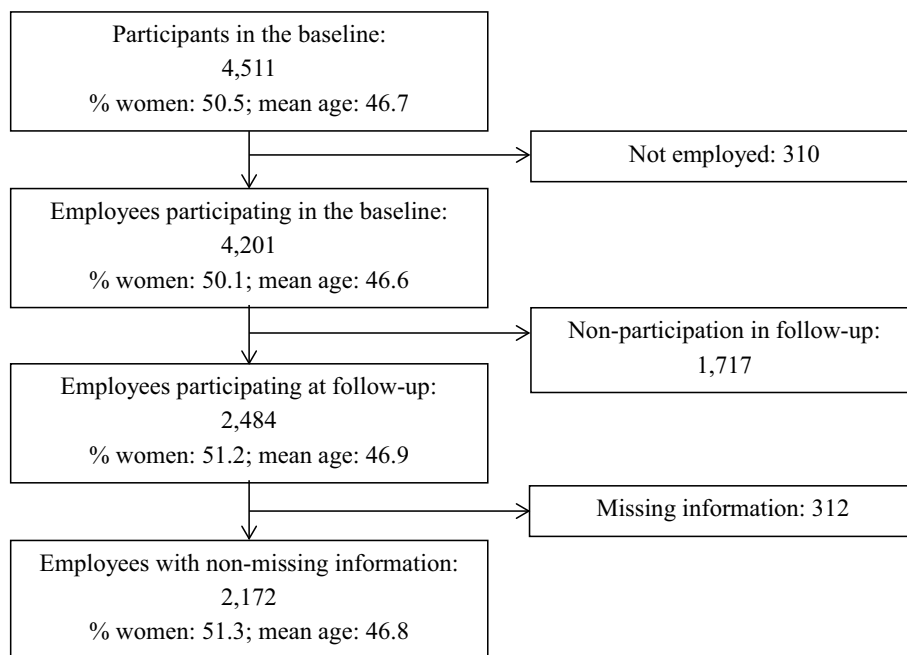 Participants in the baseline:
4,511
% women: 50.5; mean age: 46.7
Not employed: 310
Employees participating in the baseline:
4,201
% women: 50.1; mean age: 46.6
Non-participation in follow-up:
1,717
Employees participating at follow-up:
2,484
% women: 51.2; mean age: 46.9
Missing information: 312
Employees with non-missing information:
2,172
% women: 51.3; mean age: 46.8